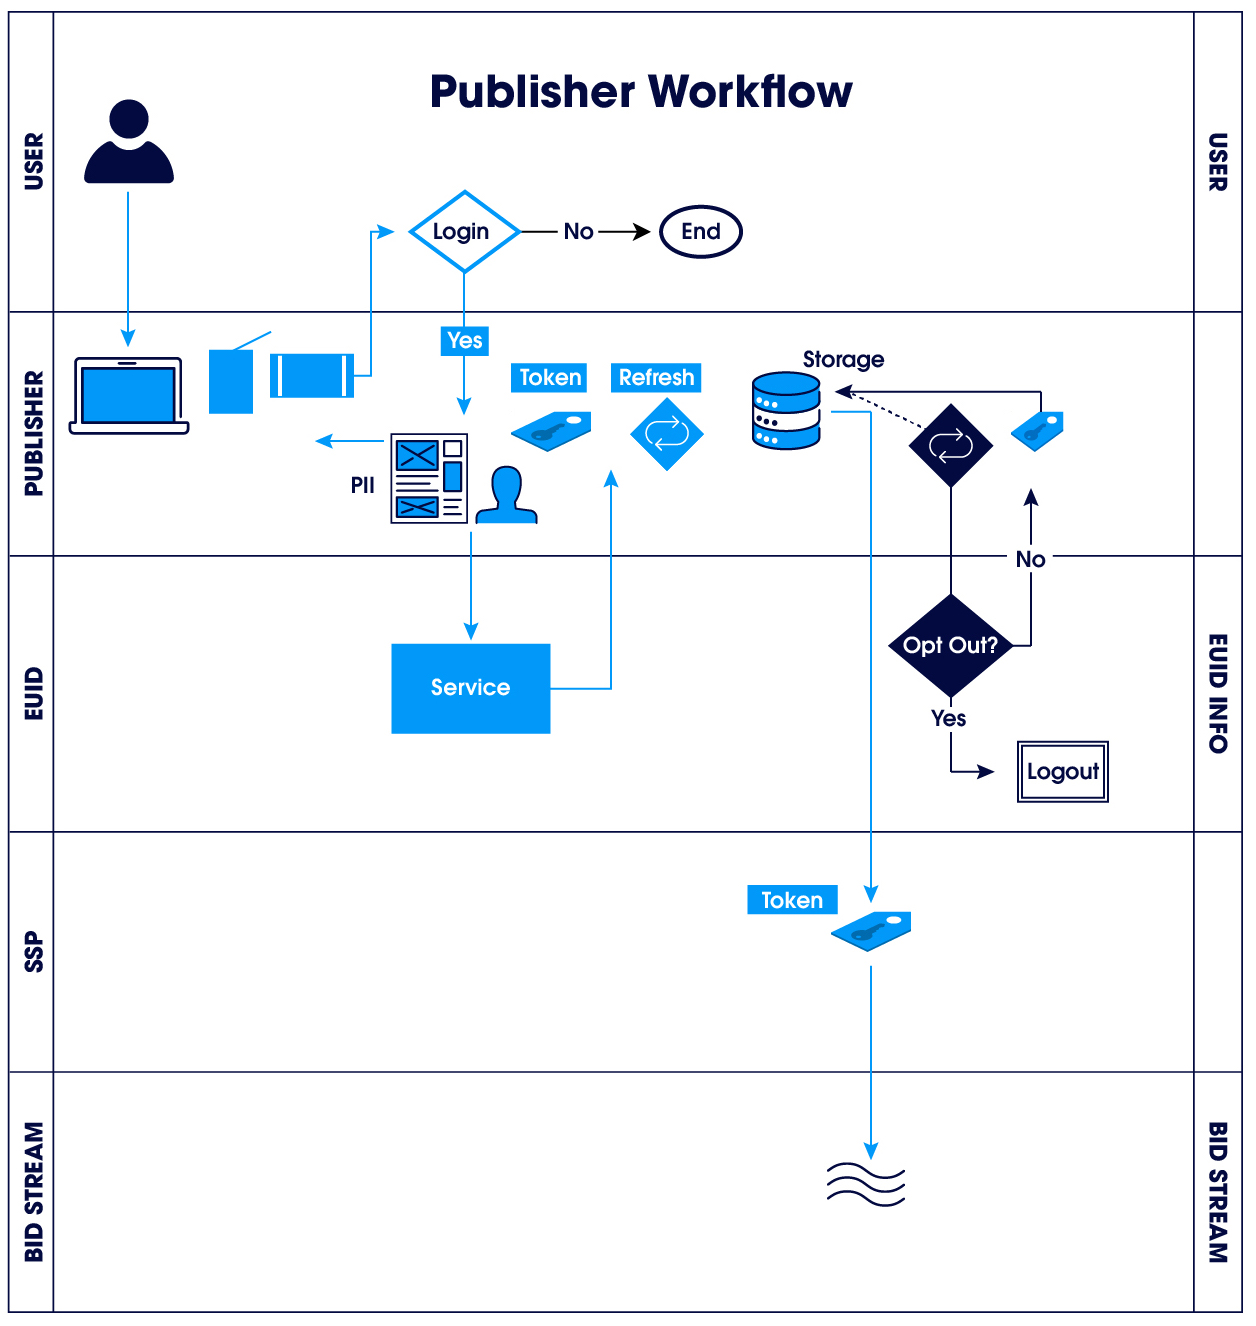 Publisher Workflow
USER
USER
Login
No
End
Yes
PUBLISHER
Token
Refresh
Storage
PII
No
EUID
Service
Opt Out?
EUID INFO
Yes
Logout
SSP
Token
BID STREAM
BID STREAM